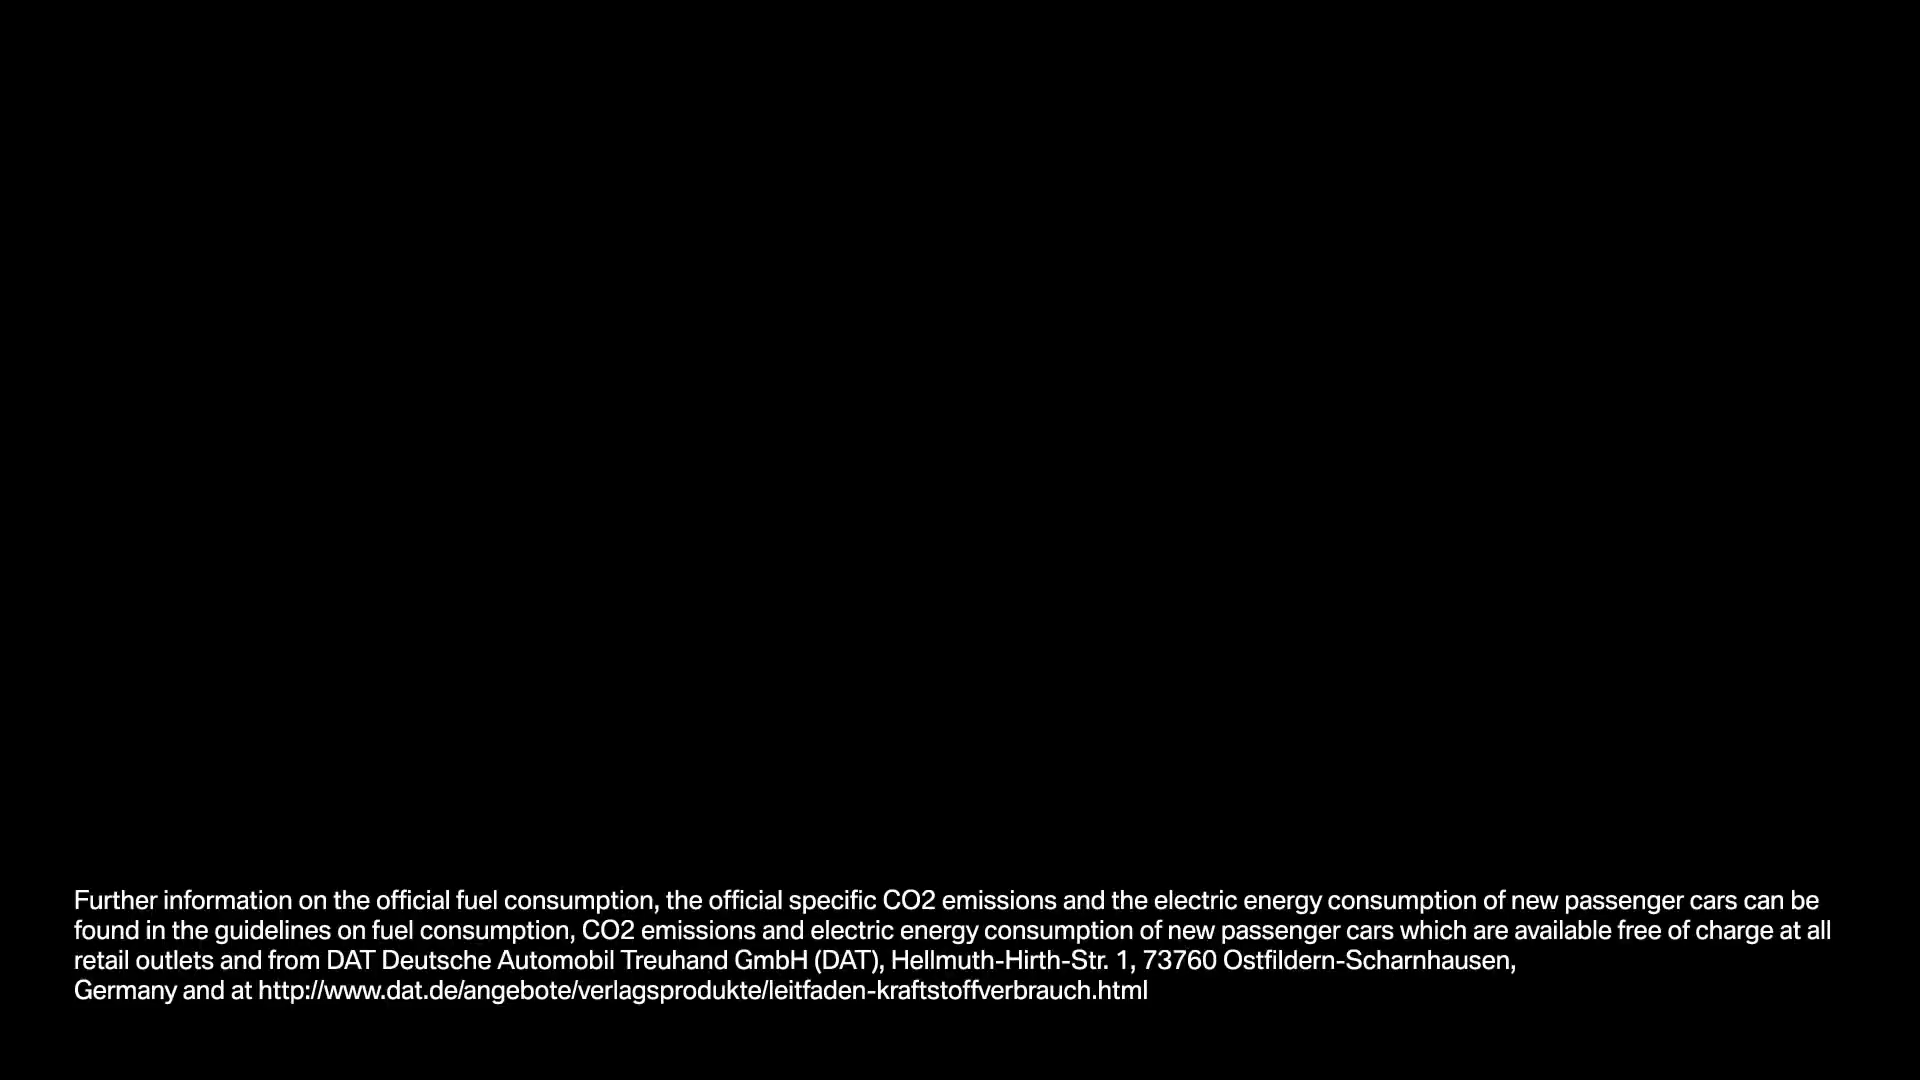 Further information on the official fuel consumption, the official specific CO2 emissions and the electric energy consumption of new passenger cars can be
found in the guidelines on fuel consumption, CO2 emissions and electric energy consumption of new passenger cars which are available free of charge at all
retail outlets and from DAT Deutsche Automobil Treuhand GmbH (DAT), Hellmuth-Hirth-Str. 1, 73760 Ostfildern-Scharnhausen,
Germany and at http://www.dat.de/angebote/verlagsprodukte/leitfaden-kraftstoffverbrauch.html